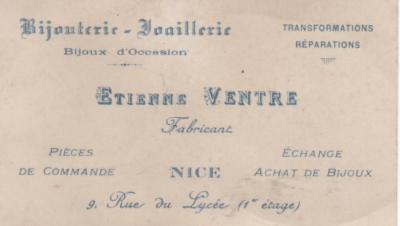 Bijouterie - Joaillerie
Bijoux d'Occasion
TRANSFORMATIONS
RÉPARATIONS
ETIENNE VENTRE
Fabricant
PIÈCES
DE COMMANDE
NICE
ÉCHANGE
ACHAT DE BIJOUX
9, Rue du Lycée (1er étage)